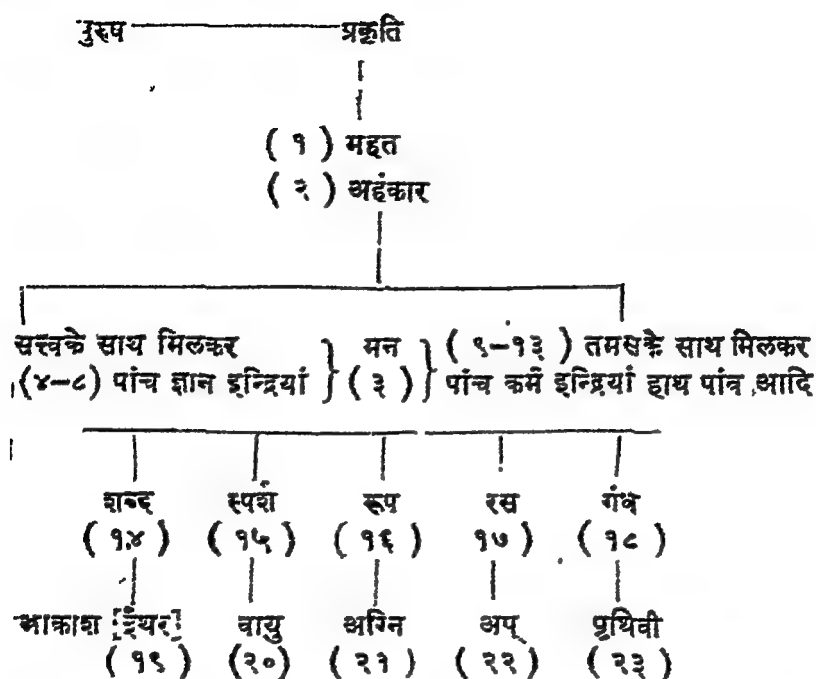 पुरुष प्रकृति
( १ ) महत
( २ ) अहंकार
सत्त्वके साथ मिलकर मन ( ९-१३ ) तमसके साथ मिलकर
(४-८) पांच ज्ञान इन्द्रियां } ( ३ ) } पांच कर्म इन्द्रियां हाथ पांव आदि
शब्द स्पर्श रूप रस गंध
( १४ ) ( १५ ) ( १६ ) १७ ) ( १८ )
आकाश [ईथर] वायु अग्नि अप् पृथिवी
( १९ ) (२०) ( २१ ) ( २२ ) ( २३ )